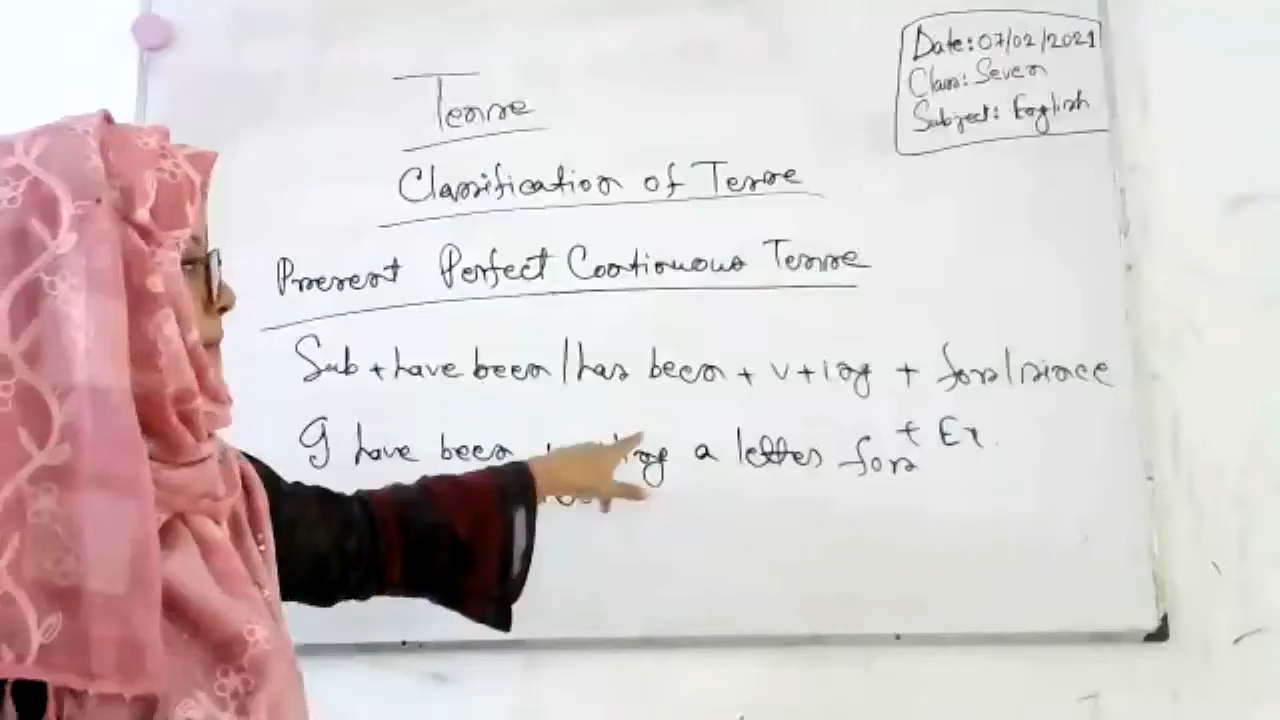 Date: 07/02/2021
Class: Seven
Subject: English
Tense
Classification of Tense
Present Perfect Continuous Tense
Sub + have been / has been + v + ing + for / since
+ Ex.
I have been a letter for